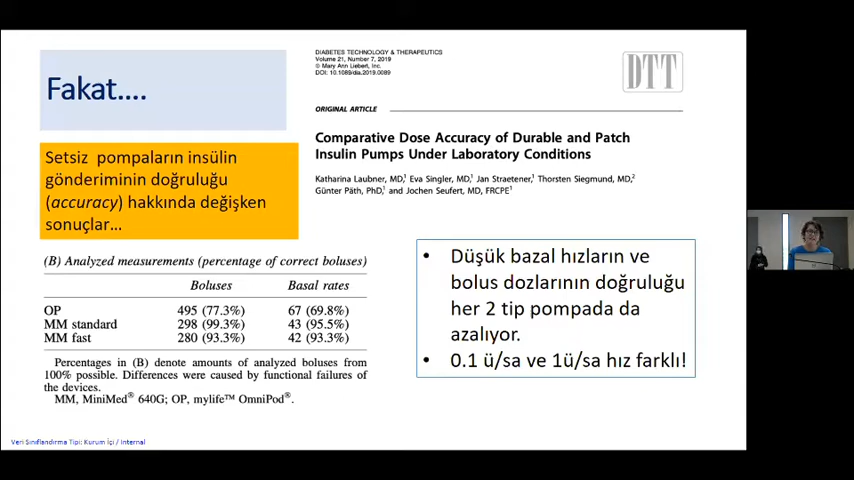 Fakat....
Setsiz pompaların insülin
gönderiminin doğruluğu
(accuracy) hakkında değişken
sonuçlar…
DIABETES TECHNOLOGY & THERAPEUTICS
Volume 21, Number 7, 2019
© Mary Ann Liebert, Inc.
DOI: 10.1089/dia.2019.0089
DTT
ORIGINAL ARTICLE
Comparative Dose Accuracy of Durable and Patch
Insulin Pumps Under Laboratory Conditions
Katharina Laubner, MD,1 Eva Singler, MD,1 Jan Straetener,1 Thorsten Siegmund, MD,2
Günter Päth, PhD,1 and Jochen Seufert, MD, FRCPE1
(B) Analyzed measurements (percentage of correct boluses)
Boluses Basal rates
OP 495 (77.3%) 67 (69.8%)
MM standard 298 (99.3%) 43 (95.5%)
MM fast 280 (93.3%) 42 (93.3%)
Percentages in (B) denote amounts of analyzed boluses from
100% possible. Differences were caused by functional failures of
the devices.
MM, MiniMed® 640G; OP, mylife™ OmniPod®.
• Düşük bazal hızların ve
bolus dozlarının doğruluğu
her 2 tip pompada da
azalıyor.
• 0.1 ü/sa ve 1ü/sa hız farklı!
Veri Sınıflandırma Tipi: Kurum İçi / Internal